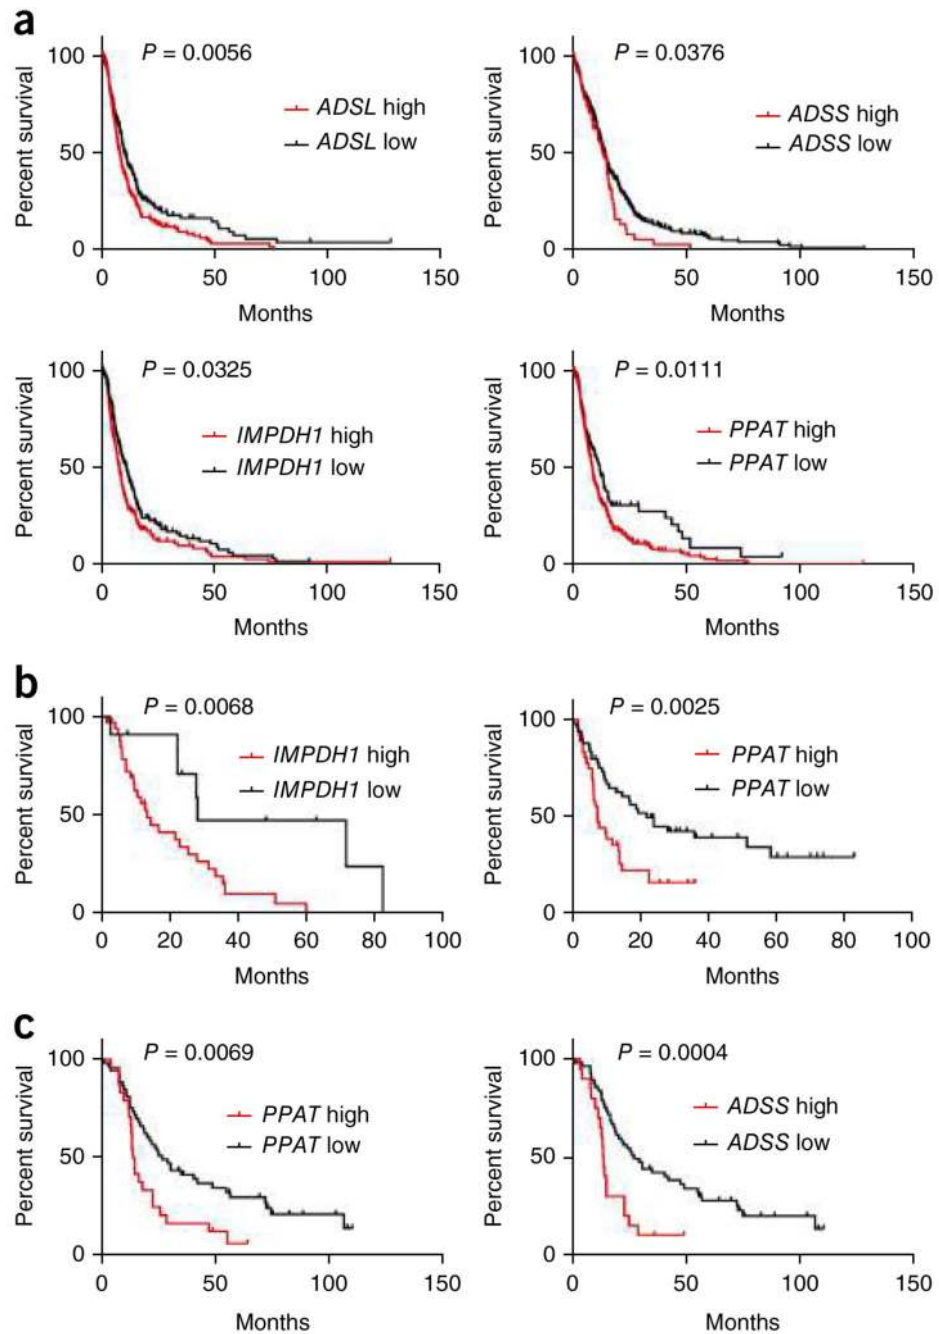 a
P = 0.0056
P = 0.0376
100
50
0
Percent survival
ADSL high
ADSL low
0 50 100 150
Months
100
50
0
Percent survival
ADSS high
ADSS low
0 50 100 150
Months
P = 0.0325
100
50
0
Percent survival
IMPDH1 high
IMPDH1 low
0 50 100 150
Months
P = 0.0111
100
50
0
Percent survival
PPAT high
PPAT low
0 50 100 150
Months
b
P = 0.0068
100
50
0
Percent survival
IMPDH1 high
IMPDH1 low
0 20 40 60 80 100
Months
P = 0.0025
100
50
0
Percent survival
PPAT high
PPAT low
0 20 40 60 80 100
Months
c
P = 0.0069
100
50
0
Percent survival
PPAT high
PPAT low
0 50 100 150
Months
P = 0.0004
100
50
0
Percent survival
ADSS high
ADSS low
0 50 100 150
Months